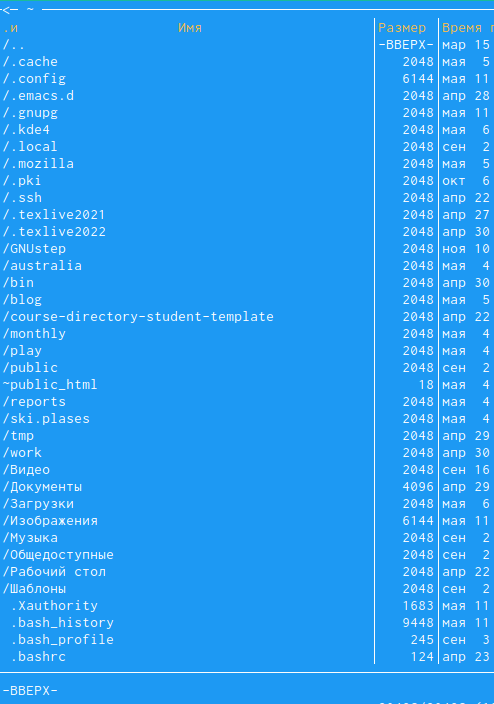 <– ~
.и Имя Размер Время
/.. –ВВЕРХ– мар 15
/.cache 2048 мая 5
/.config 6144 мая 11
/.emacs.d 2048 апр 28
/.gnupg 2048 мая 11
/.kde4 2048 мая 6
/.local 2048 сен 2
/.mozilla 2048 мая 5
/.pki 2048 окт 6
/.ssh 2048 апр 22
/.texlive2021 2048 апр 27
/.texlive2022 2048 апр 30
/GNUstep 2048 ноя 10
/australia 2048 мая 4
/bin 2048 апр 30
/blog 2048 мая 5
/course-directory-student-template 2048 апр 22
/monthly 2048 мая 4
/play 2048 мая 4
/public 2048 сен 2
~public_html 18 мая 4
/reports 2048 мая 4
/ski.plases 2048 мая 4
/tmp 2048 апр 29
/work 2048 апр 30
/Видео 2048 сен 16
/Документы 4096 апр 29
/Загрузки 2048 мая 6
/Изображения 6144 мая 11
/Музыка 2048 сен 2
/Общедоступные 2048 сен 2
/Рабочий стол 2048 апр 22
/Шаблоны 2048 сен 2
.Xauthority 1683 мая 11
.bash_history 9448 мая 11
.bash_profile 245 сен 3
.bashrc 124 апр 23
–ВВЕРХ–